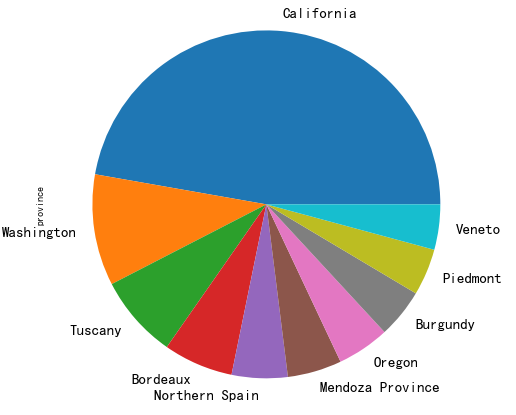 California
province
Washington
Veneto
Piedmont
Tuscany
Burgundy
Oregon
Bordeaux
Mendoza Province
Northern Spain